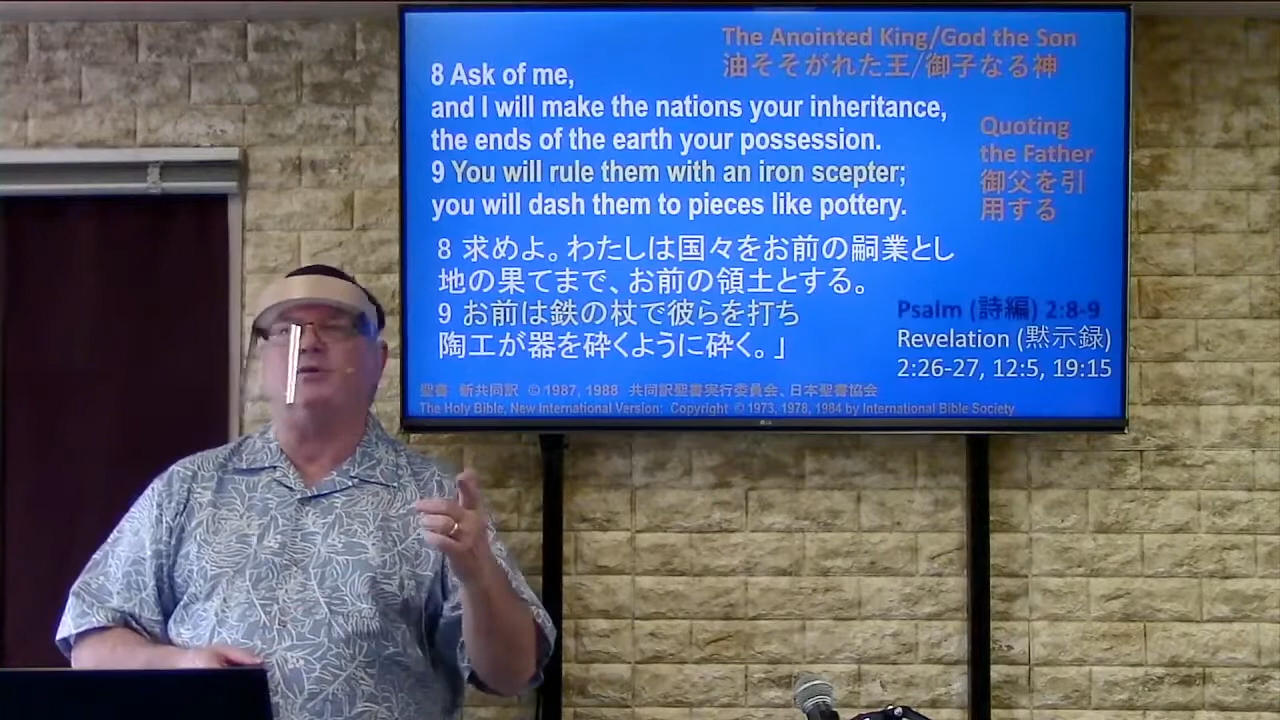 The Anointed King/God the Son
油そそがれた王/御子なる神
8 Ask of me,
and I will make the nations your inheritance,
the ends of the earth your possession.
9 You will rule them with an iron scepter;
you will dash them to pieces like pottery.
Quoting
the Father
御父を引
用する
8 求めよ。わたしは国々をお前の嗣業とし
地の果てまで、お前の領土とする。
9 お前は鉄の杖で彼らを打ち
陶工が器を砕くように砕く。」
Psalm (詩編) 2:8-9
Revelation (黙示録)
2:26-27, 12:5, 19:15
聖書 新共同訳 © 1987, 1988 共同訳聖書実行委員会、日本聖書協会
The Holy Bible, New International Version: Copyright © 1973, 1978, 1984 by International Bible Society
LG